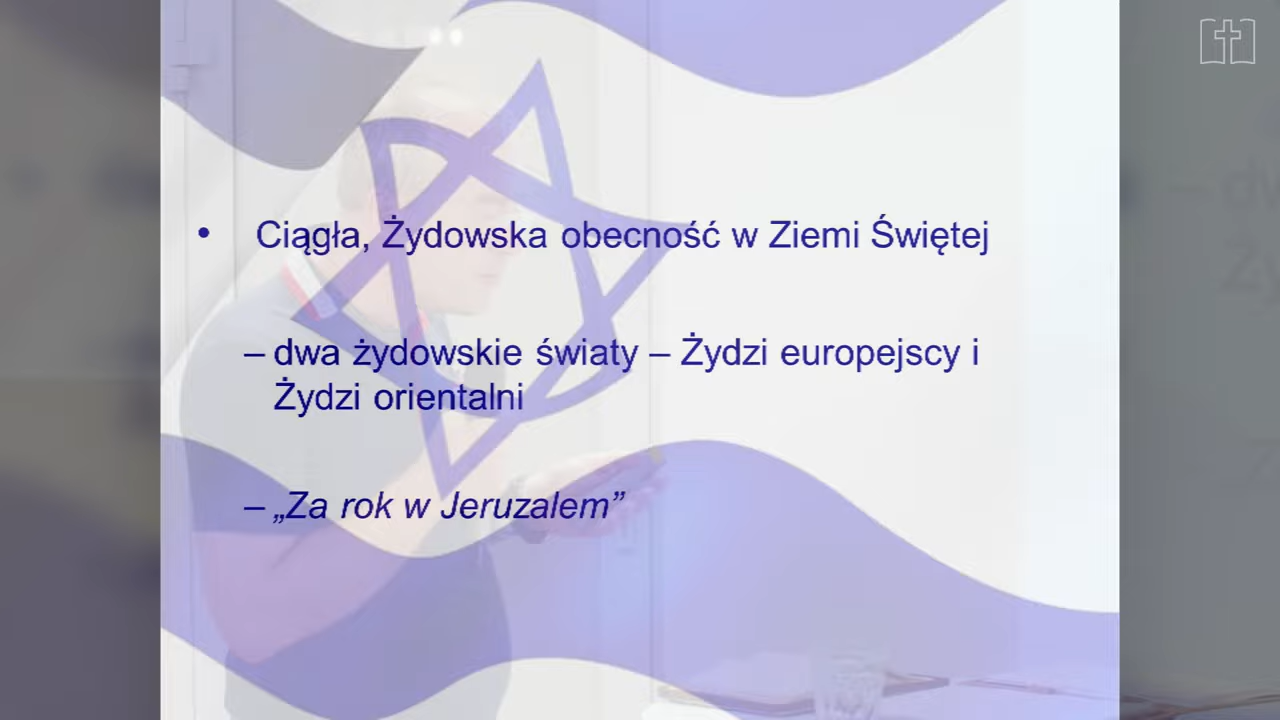 • Ciągła, Żydowska obecność w Ziemi Świętej
– dwa żydowskie światy – Żydzi europejscy i
Żydzi orientalni
– „Za rok w Jeruzalem”